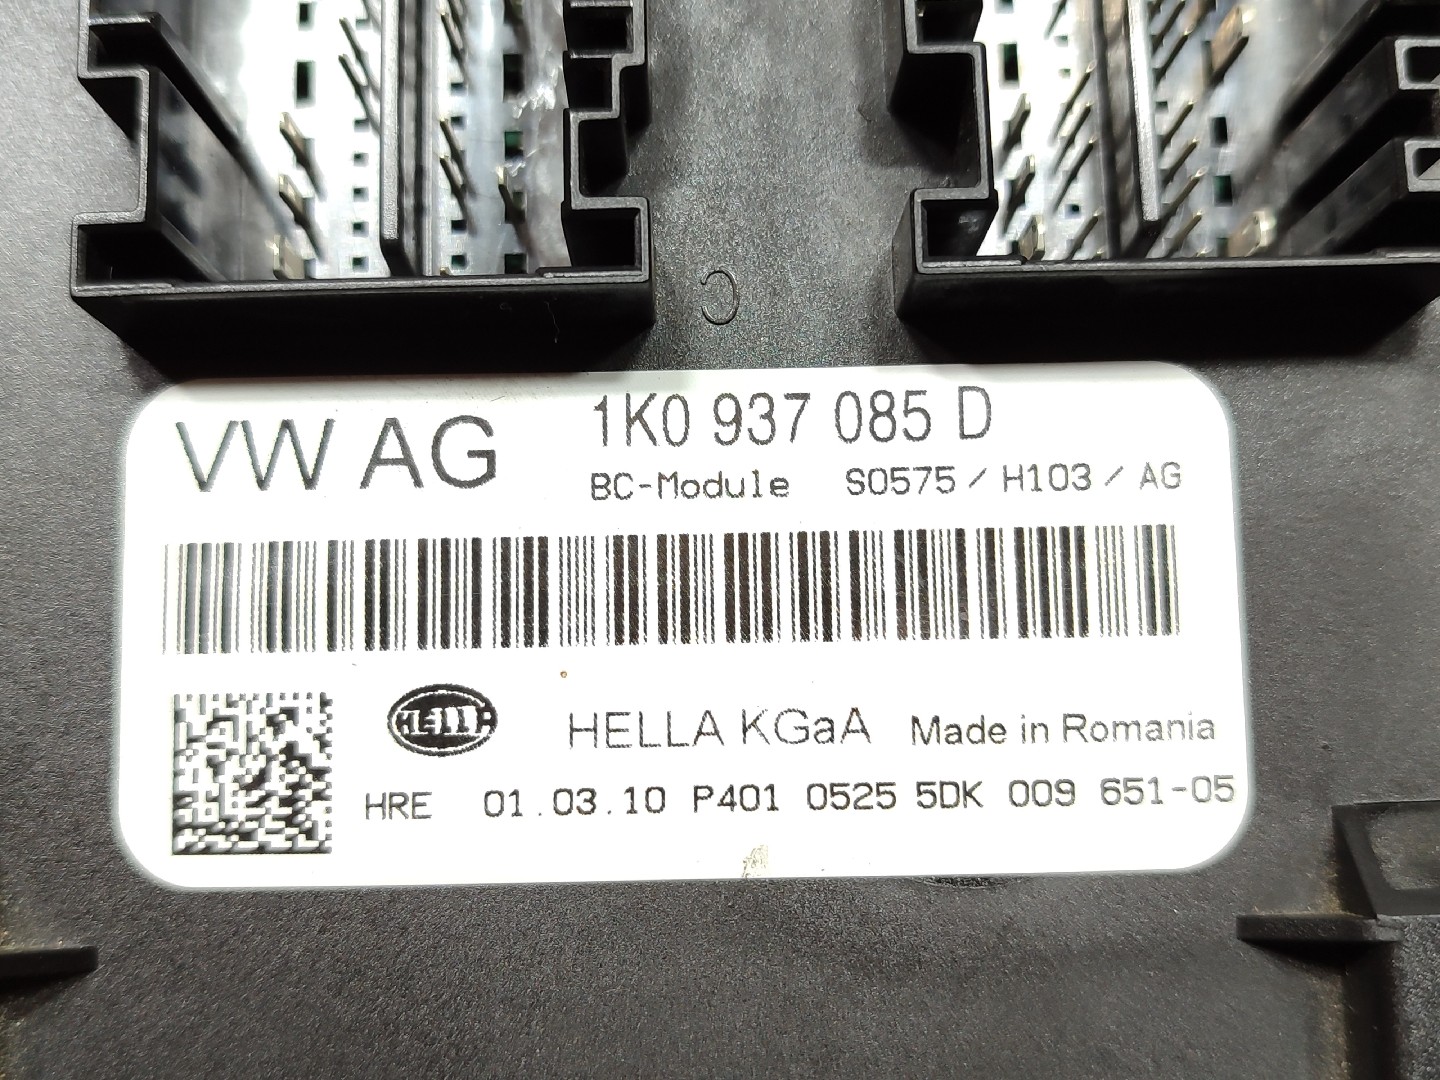 C
VW AG
1K0 937 085 D
BC-Module S0575 / H103 / AG
HELLA
HELLA KGaA Made in Romania
HRE 01.03.10 P401 0525 5DK 009 651-05